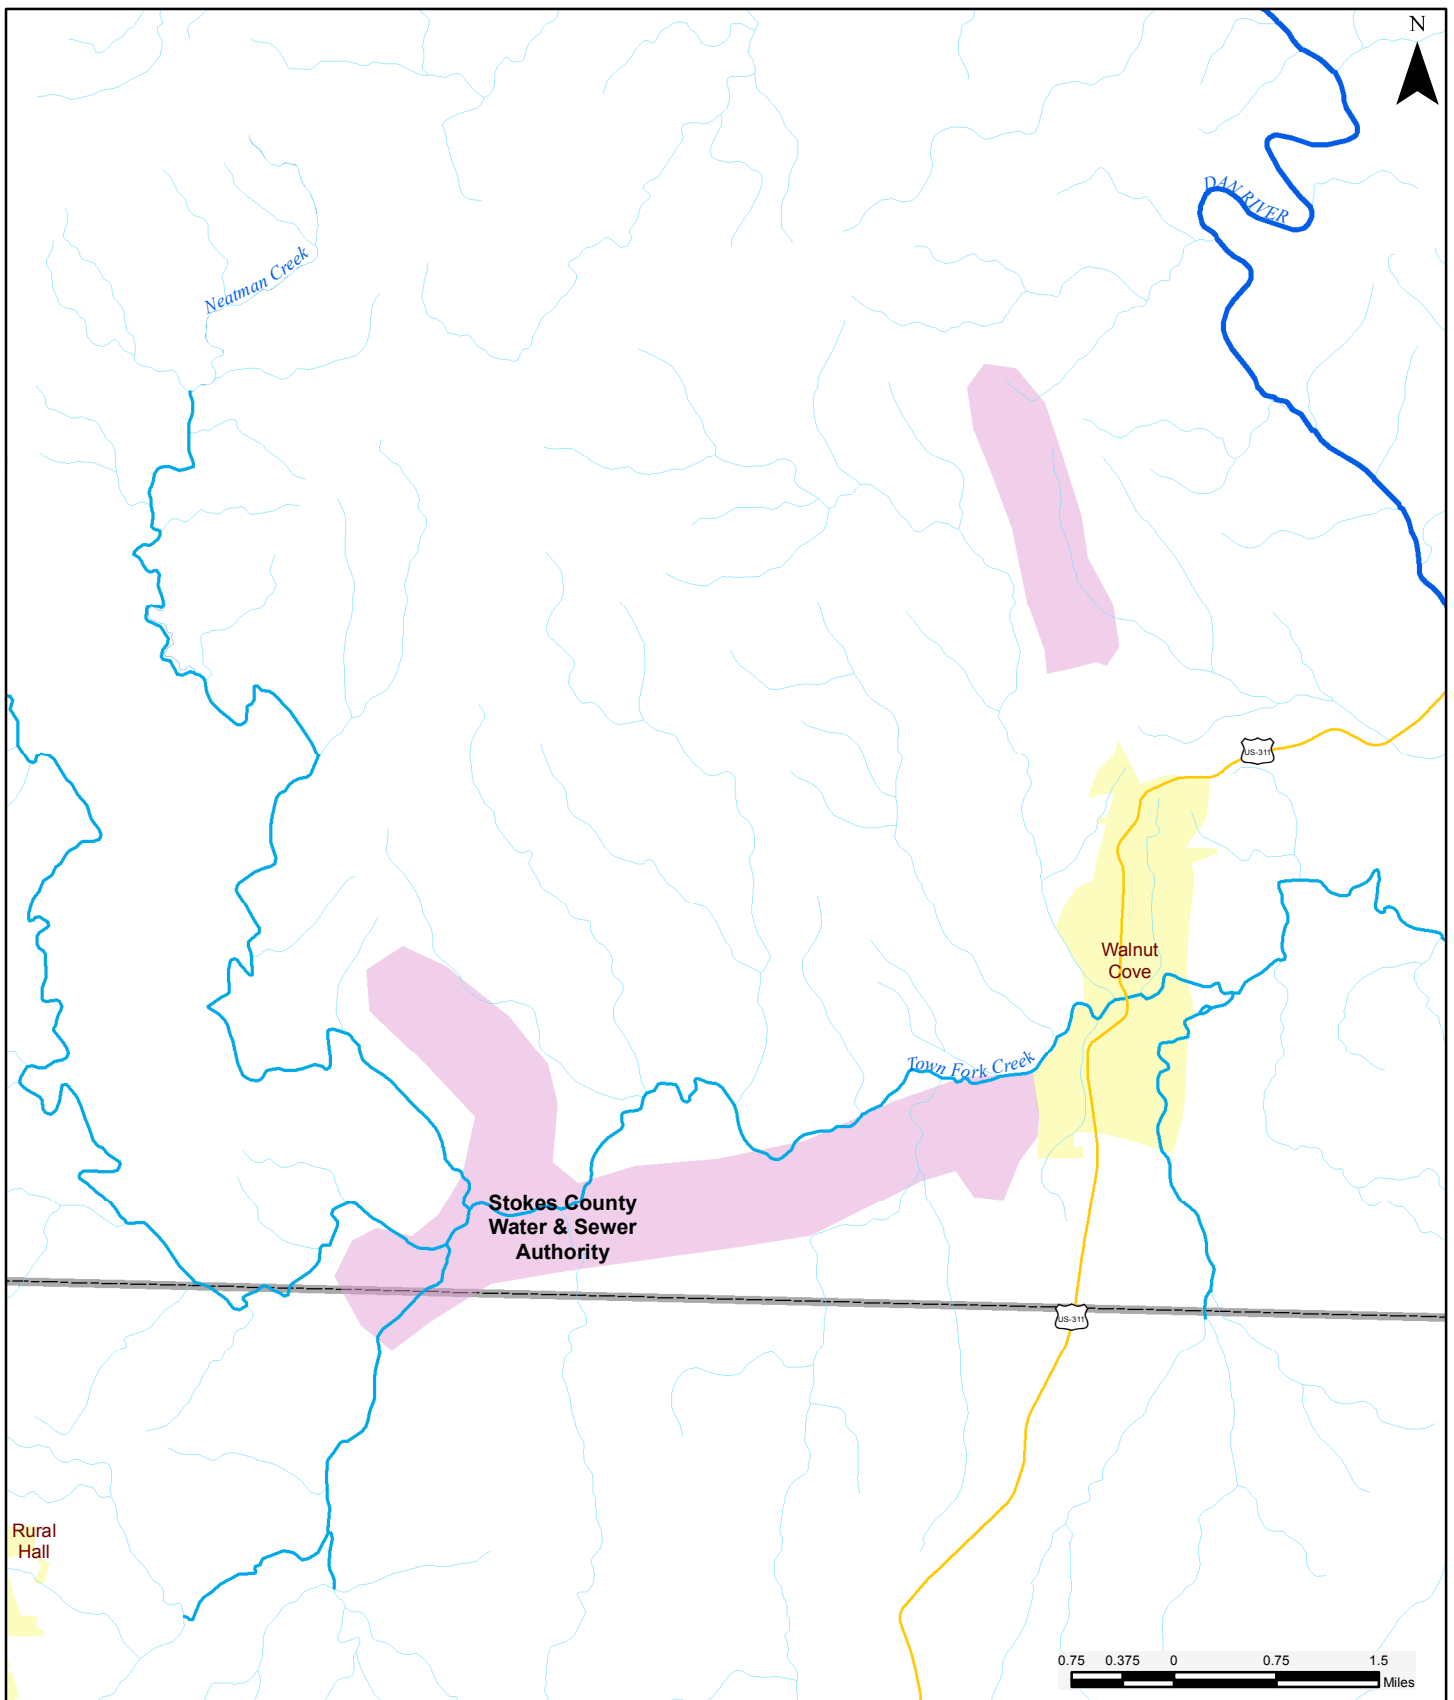 N
DAN RIVER
Neatman Creek
US-311
Walnut
Cove
Town Fork Creek
Stokes County
Water & Sewer
Authority
US-311
Rural
Hall
0.75 0.375 0 0.75 1.5
Miles